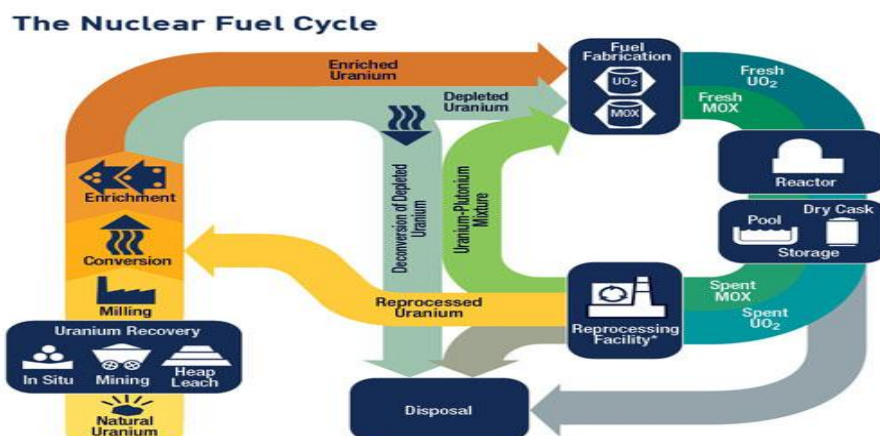 The Nuclear Fuel Cycle
Enriched
Uranium
Depleted
Uranium
Fuel
Fabrication
UO₂
MOX
Fresh
UO₂
Fresh
MOX
Reactor
Pool
Dry Cask
Storage
Spent
MOX
Spent
UO₂
Reprocessing
Facility*
Uranium-Plutonium
Mixture
Deconversion of Depleted
Uranium
Reprocessed
Uranium
Enrichment
Conversion
Milling
Uranium Recovery
In Situ
Mining
Heap
Leach
Natural
Uranium
Disposal